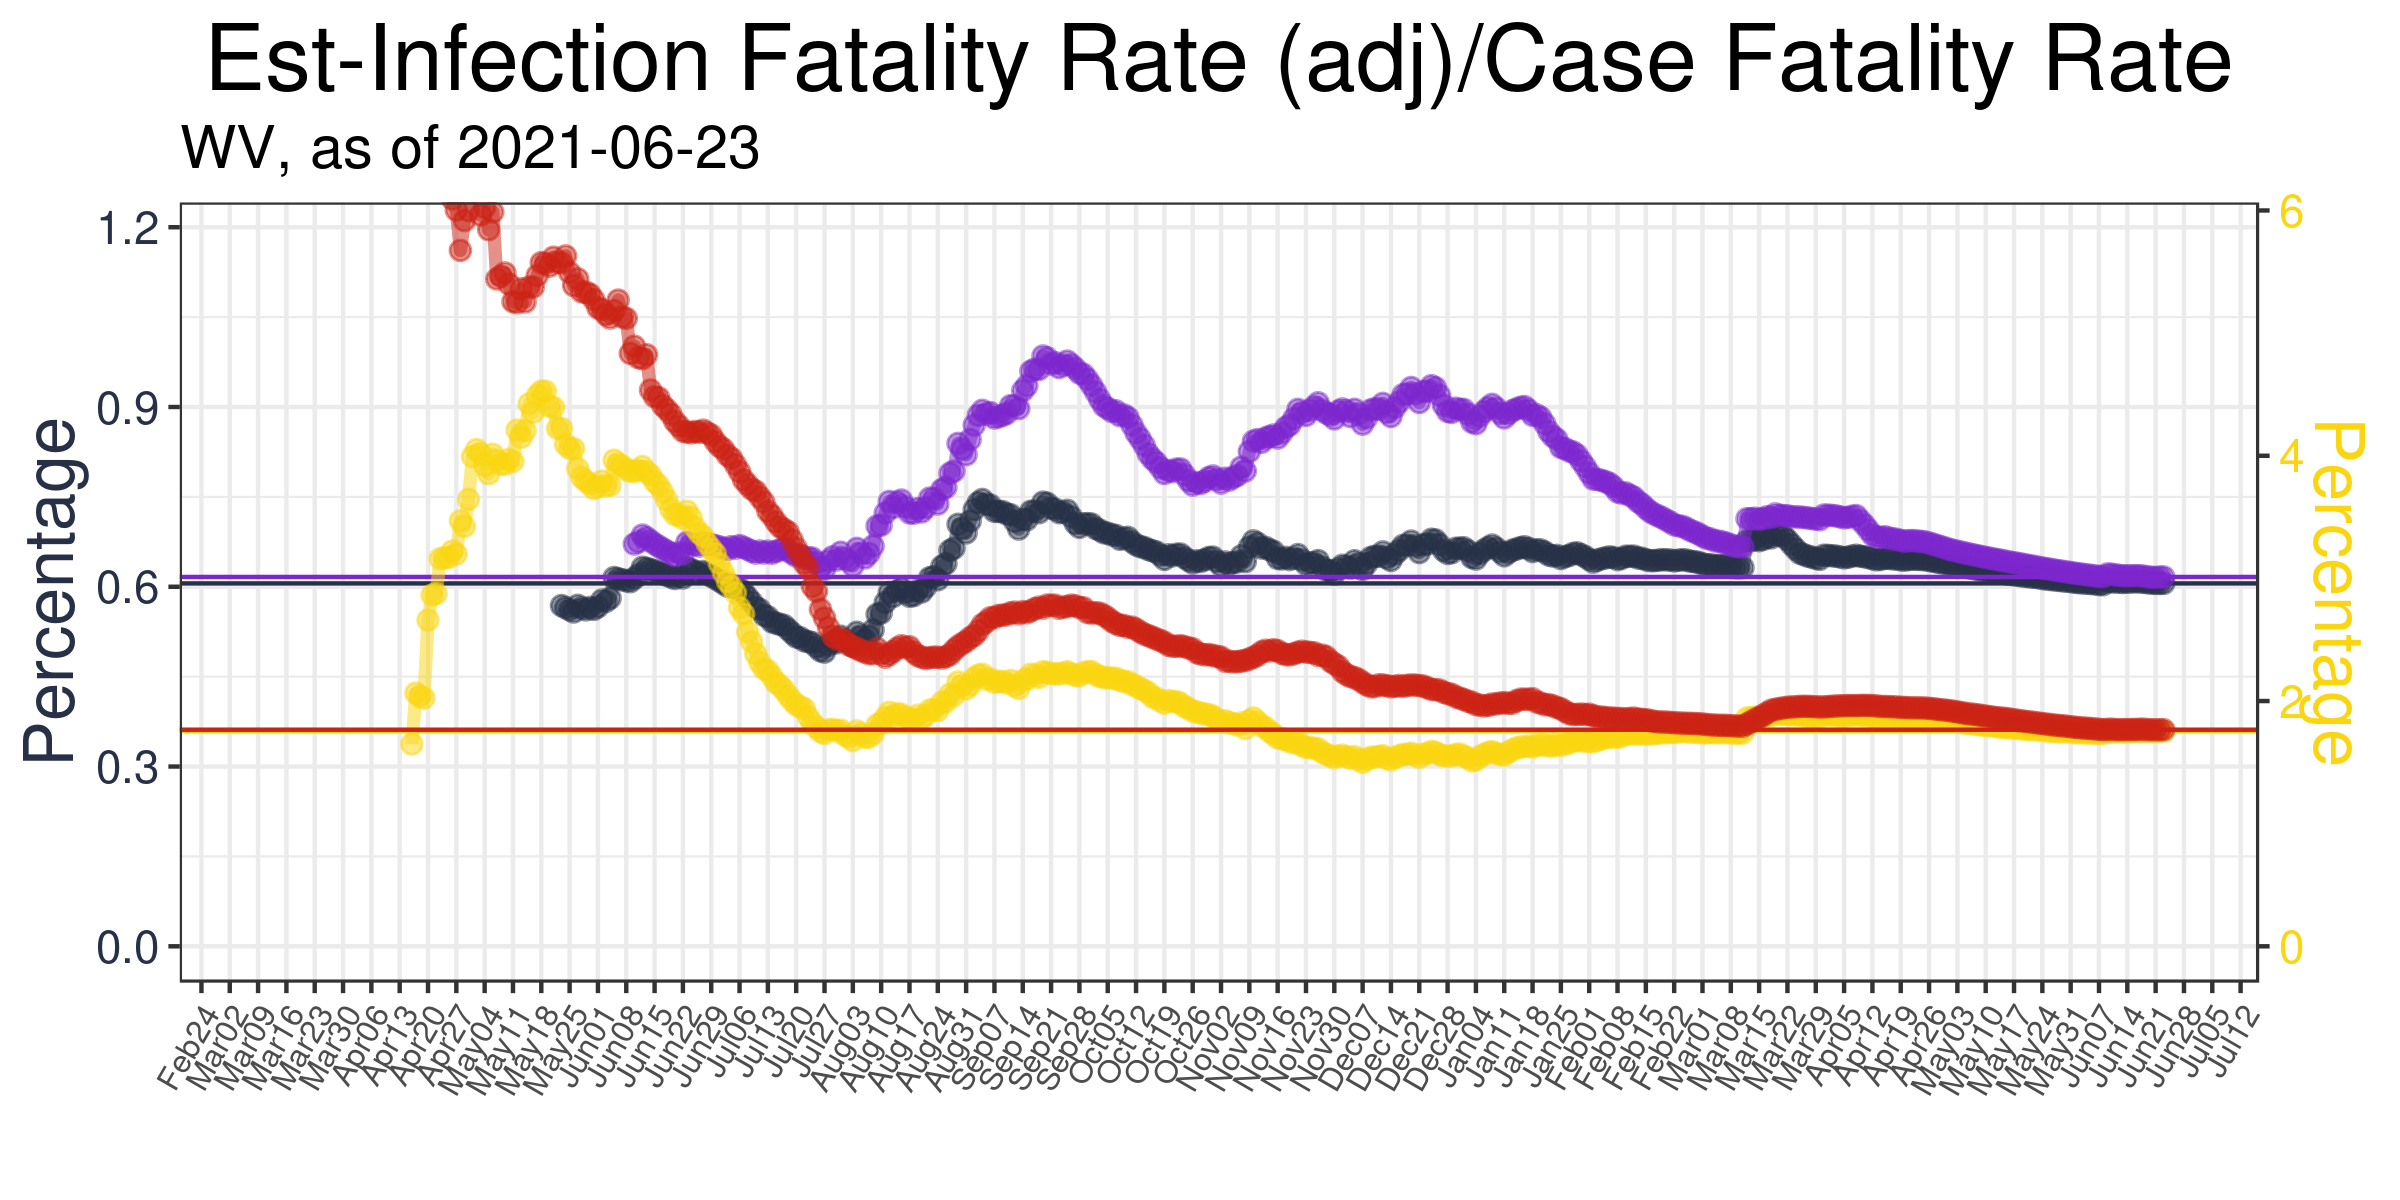 Est-Infection Fatality Rate (adj)/Case Fatality Rate
WV, as of 2021-06-23
Percentage
1.2
0.9
0.6
0.3
0.0
6
4
2
0
Percentage
Feb24
Mar02
Mar09
Mar16
Mar23
Mar30
Apr06
Apr13
Apr20
Apr27
May04
May11
May18
May25
Jun01
Jun08
Jun15
Jun22
Jun29
Jul06
Jul13
Jul20
Jul27
Aug03
Aug10
Aug17
Aug24
Aug31
Sep07
Sep14
Sep21
Sep28
Oct05
Oct12
Oct19
Oct26
Nov02
Nov09
Nov16
Nov23
Nov30
Dec07
Dec14
Dec21
Dec28
Dec04
Jan11
Jan18
Jan25
Feb01
Feb08
Feb15
Feb22
Mar01
Mar08
Mar15
Mar22
Mar29
Apr05
Apr12
Apr19
Apr26
May03
May10
May17
May24
May31
May07
Jun14
Jun21
Jun28
Jul05
Jul12